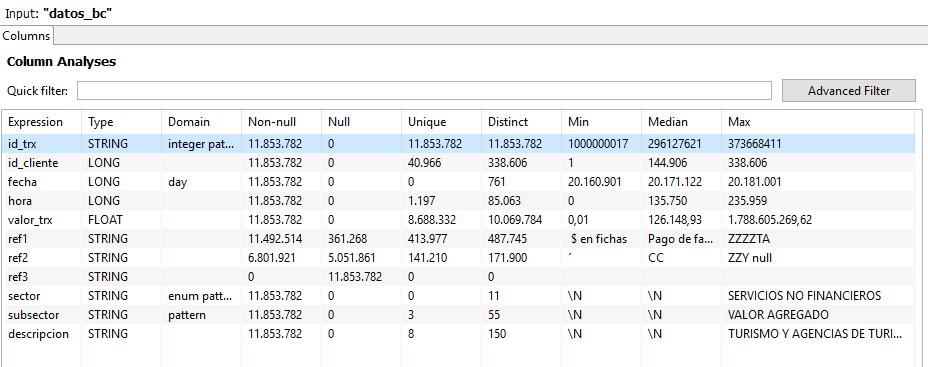 Input: "datos_bc"
Columns
Column Analyses
Quick filter: Advanced Filter
Expression Type Domain Non-null Null Unique Distinct Min Median Max
id_trx STRING integer pat... 11.853.782 0 11.853.782 11.853.782 1000000017 296127621 373668411
id_cliente LONG 11.853.782 0 40.966 338.606 1 144.906 338.606
fecha LONG day 11.853.782 0 0 761 20.160.901 20.171.122 20.181.001
hora LONG 11.853.782 0 1.197 85.063 0 135.750 235.959
valor_trx FLOAT 11.853.782 0 8.688.332 10.069.784 0,01 126.148,93 1.788.605.269,62
ref1 STRING 11.492.514 361.268 413.977 487.745 $ en fichas Pago de fa... ZZZZTA
ref2 STRING 6.801.921 5.051.861 141.210 171.900 ´ CC ZZY null
ref3 STRING 0 11.853.782 0 0
sector STRING enum patt... 11.853.782 0 0 11 \N \N SERVICIOS NO FINANCIEROS
subsector STRING pattern 11.853.782 0 3 55 \N \N VALOR AGREGADO
descripcion STRING 11.853.782 0 8 150 \N \N TURISMO Y AGENCIAS DE TURI...